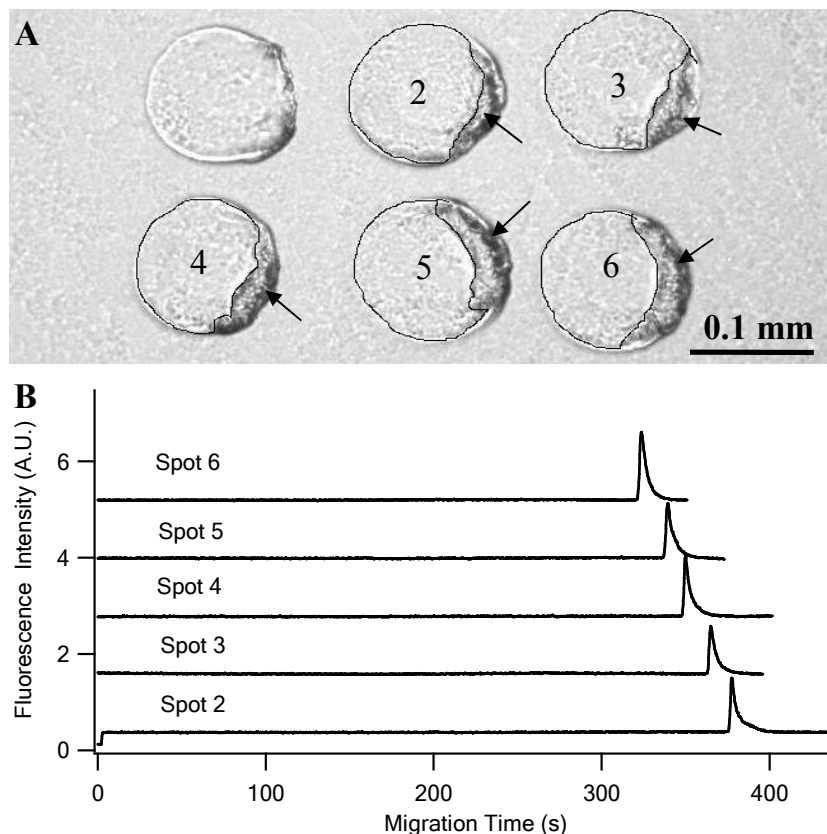 A
2
3
4
5
6
0.1 mm
B
Fluorescence Intensity (A.U.)
6
4
2
0
Spot 6
Spot 5
Spot 4
Spot 3
Spot 2
0 100 200 300 400
Migration Time (s)